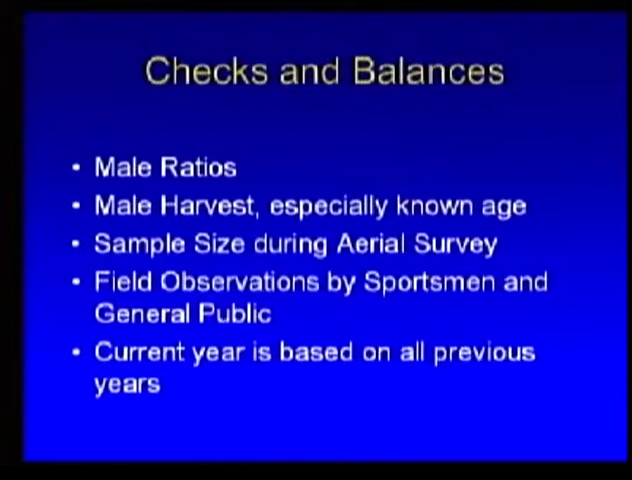 Checks and Balances
• Male Ratios
• Male Harvest, especially known age
• Sample Size during Aerial Survey
• Field Observations by Sportsmen and
General Public
• Current year is based on all previous
years